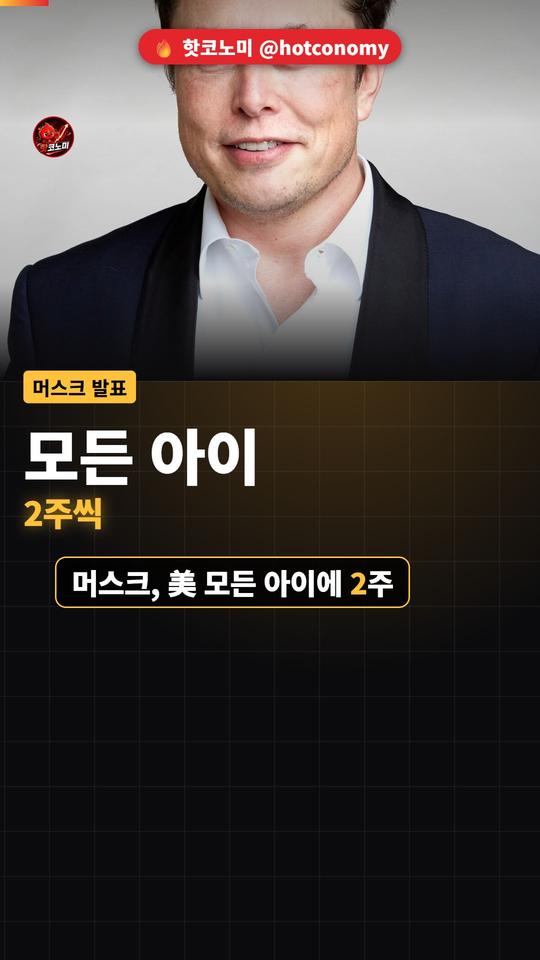 🔥 핫코노미 @hotconomy
핫코노미
머스크 발표
모든 아이
2주씩
머스크, 美 모든 아이에 2주